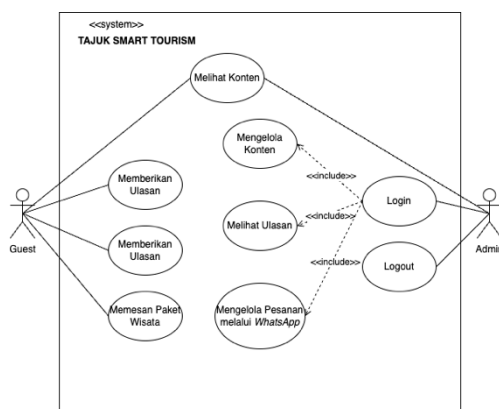 <<system>>
TAJUK SMART TOURISM
Melihat Konten
Mengelola
Konten
<<include>>
Memberikan
Ulasan
Login
<<include>>
Melihat Ulasan
Guest
Admin
Memberikan
Ulasan
<<include>>
Logout
Memesan Paket
Wisata
Mengelola Pesanan
melalui WhatsApp